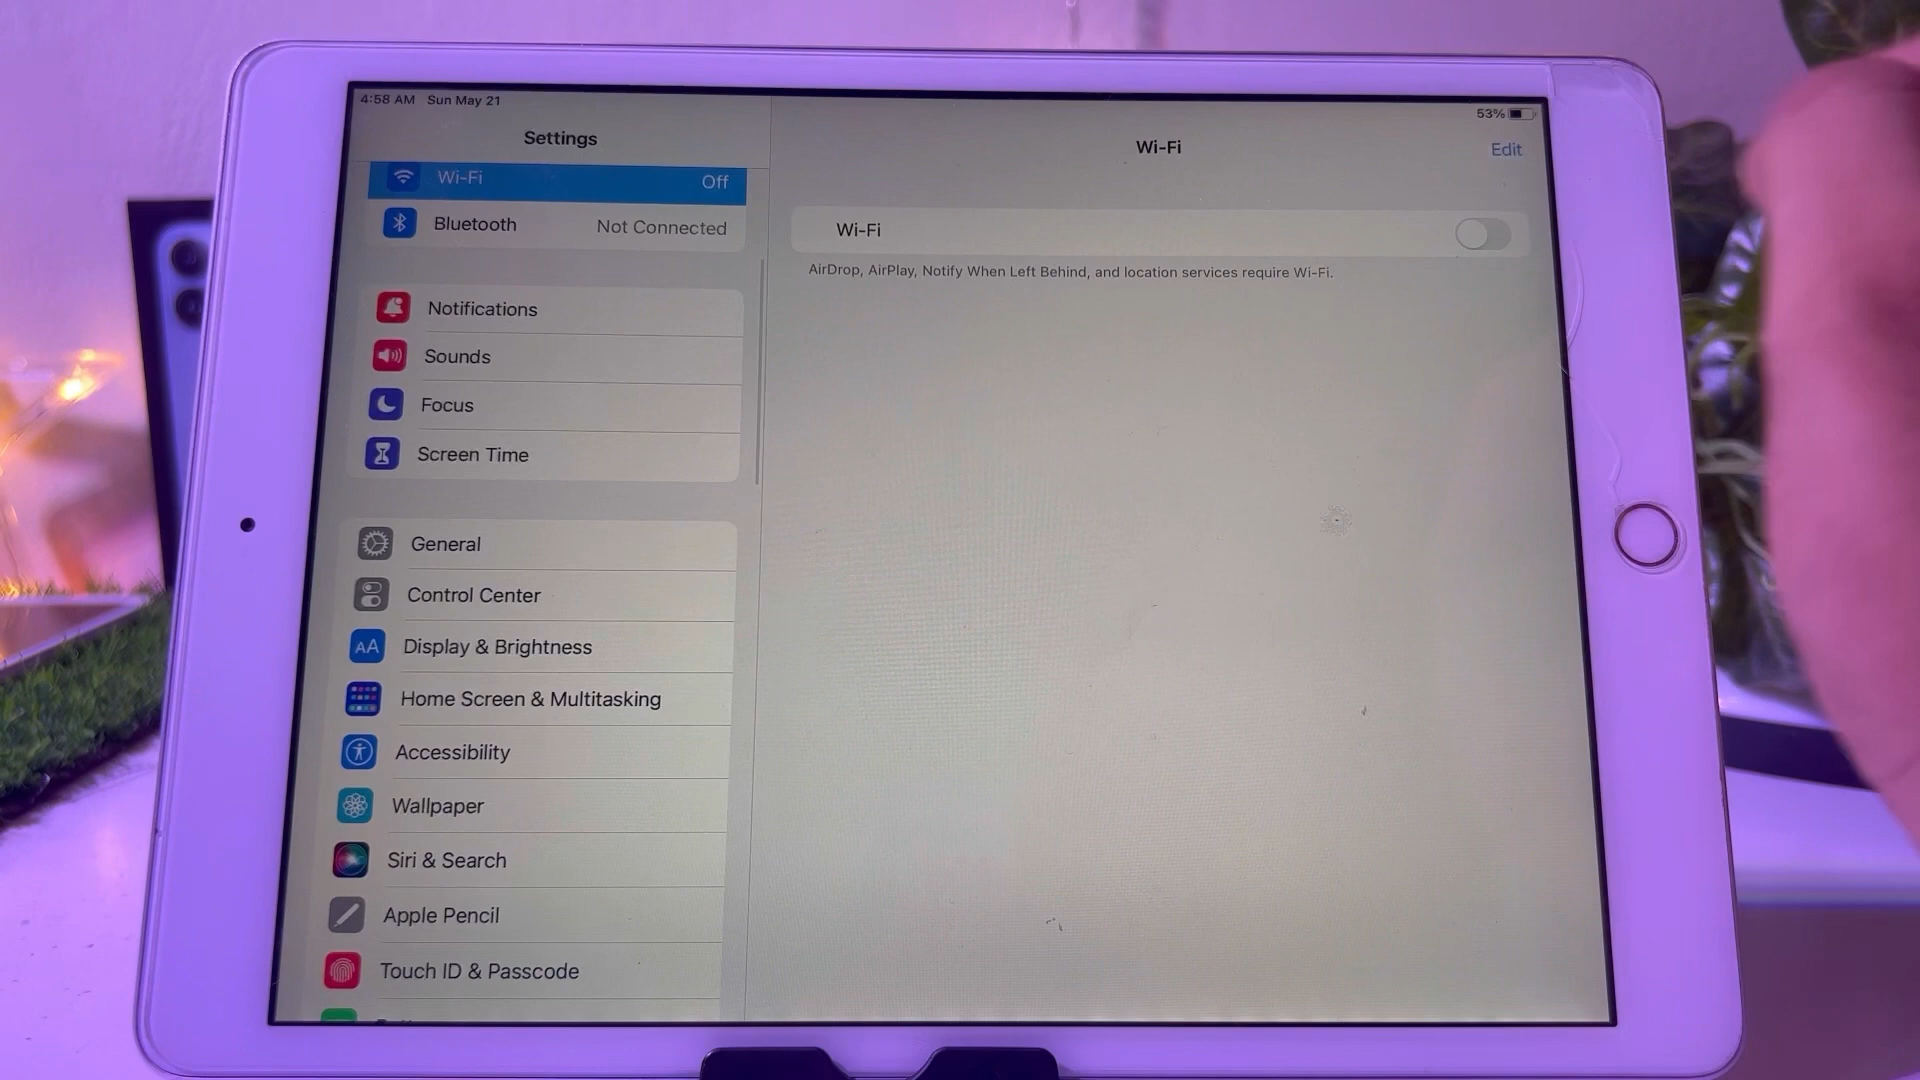 4:58 AM Sun May 21
53%
Settings
Wi-Fi
Edit
Wi-Fi Off
Bluetooth Not Connected
Wi-Fi
AirDrop, AirPlay, Notify When Left Behind, and location services require Wi-Fi.
Notifications
Sounds
Focus
Screen Time
General
Control Center
AA Display & Brightness
Home Screen & Multitasking
Accessibility
Wallpaper
Siri & Search
Apple Pencil
Touch ID & Passcode